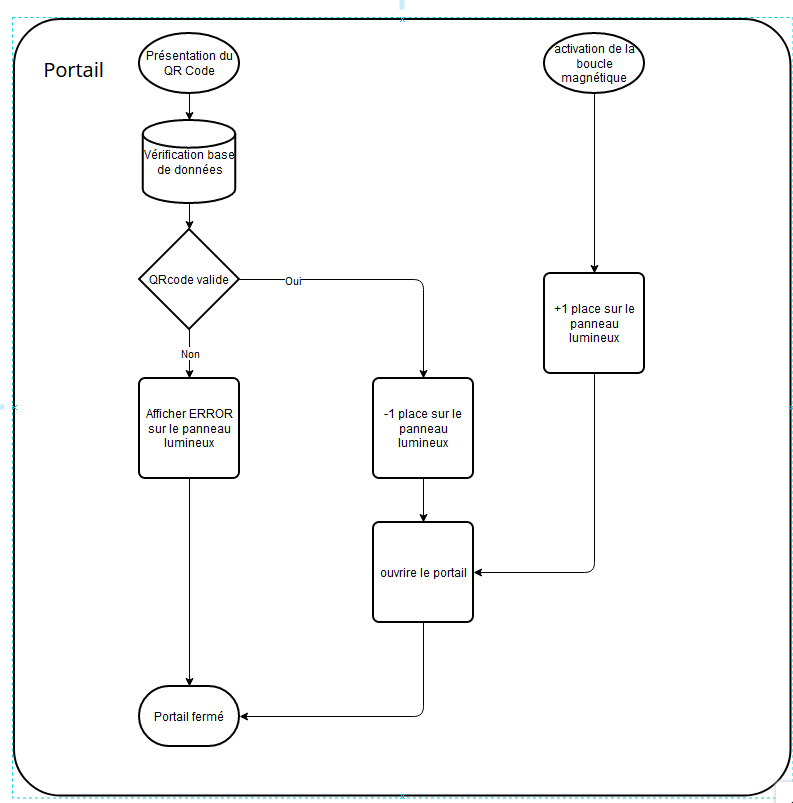 Portail
Présentation du
QR Code
activation de la
boucle
magnétique
Vérification base
de données
QRcode valide
Oui
+1 place sur le
panneau
lumineux
Non
Afficher ERROR
sur le panneau
lumineux
-1 place sur le
panneau
lumineux
ouvrire le portail
Portail fermé